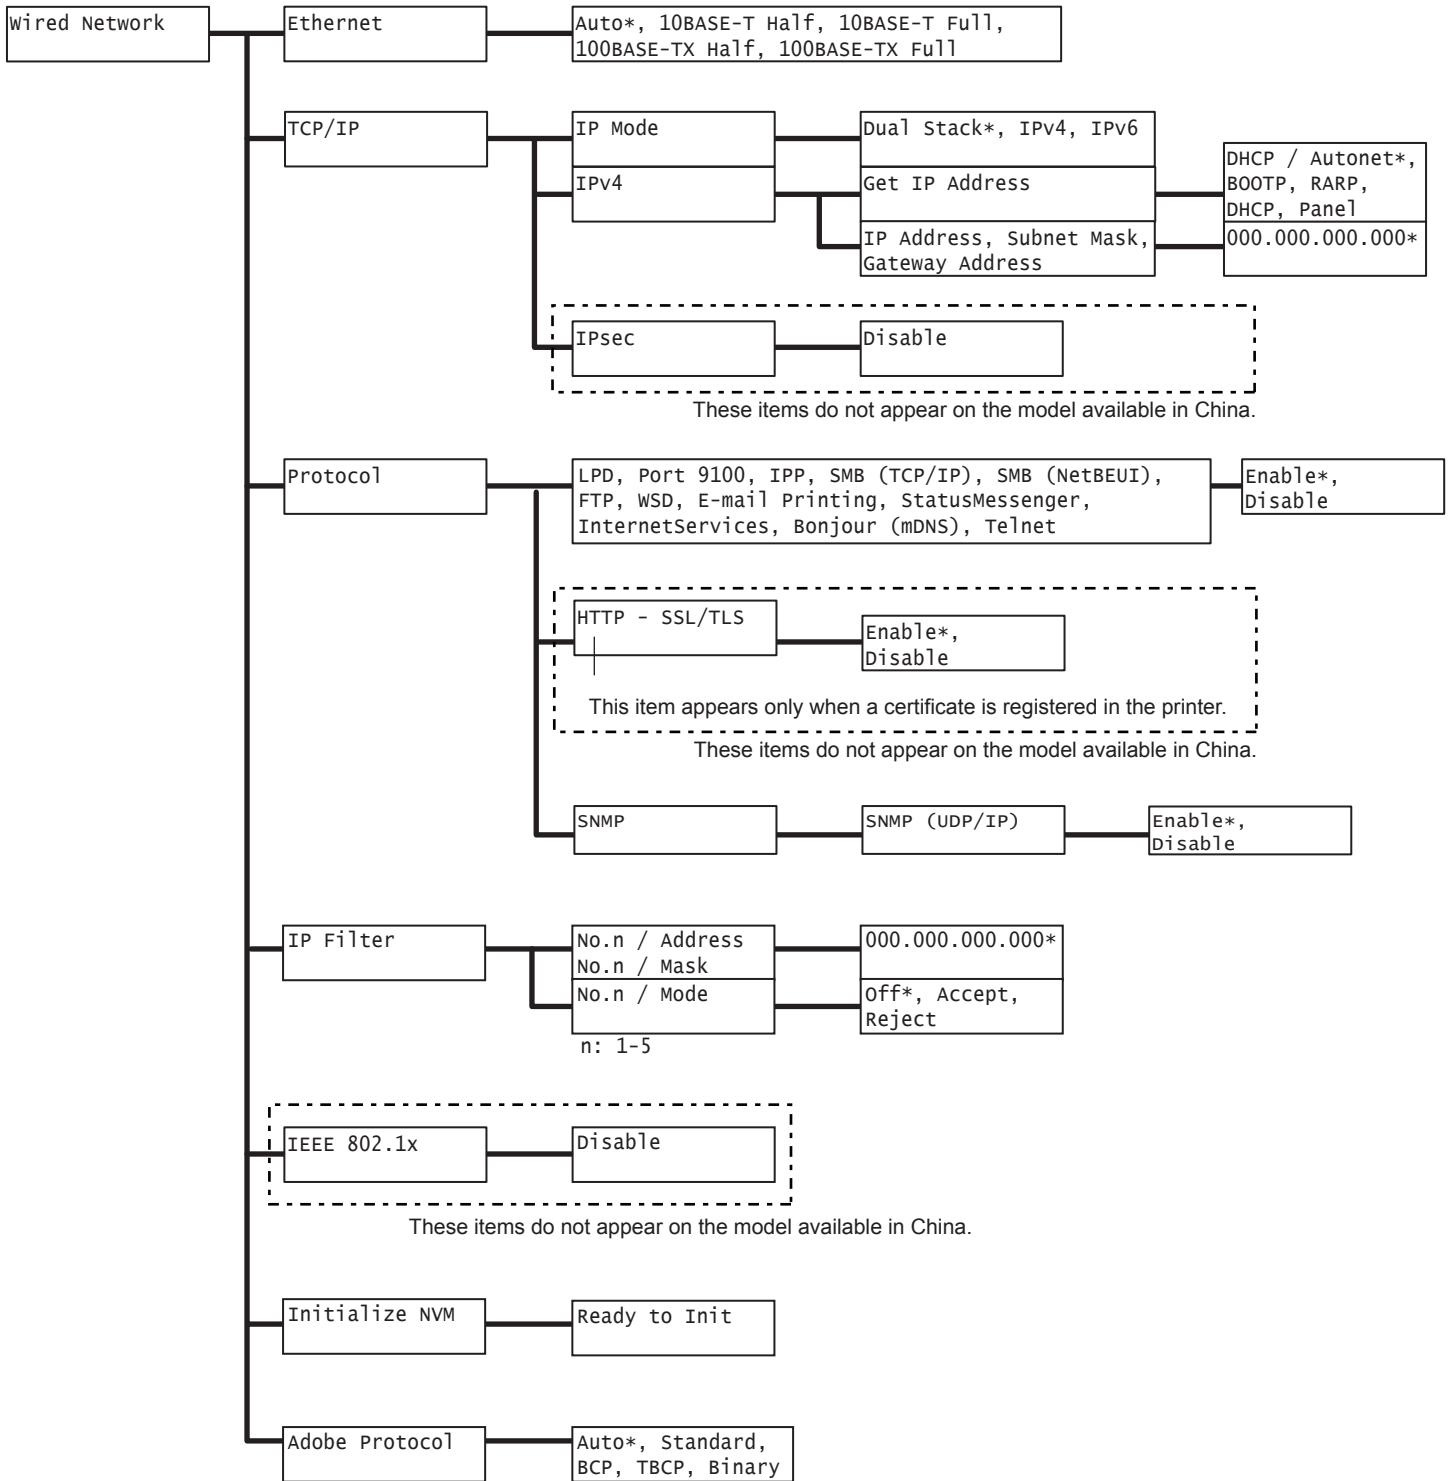 Wired Network
Ethernet
Auto*, 10BASE-T Half, 10BASE-T Full,
100BASE-TX Half, 100BASE-TX Full
TCP/IP
IP Mode
Dual Stack*, IPv4, IPv6
IPv4
Get IP Address
DHCP / Autonet*,
BOOTP, RARP,
DHCP, Panel
IP Address, Subnet Mask,
Gateway Address
000.000.000.000*
IPsec
Disable
These items do not appear on the model available in China.
Protocol
LPD, Port 9100, IPP, SMB (TCP/IP), SMB (NetBEUI),
FTP, WSD, E-mail Printing, StatusMessenger,
InternetServices, Bonjour (mDNS), Telnet
Enable*,
Disable
HTTP - SSL/TLS
Enable*,
Disable
This item appears only when a certificate is registered in the printer.
These items do not appear on the model available in China.
SNMP
SNMP (UDP/IP)
Enable*,
Disable
IP Filter
No.n / Address
No.n / Mask
000.000.000.000*
No.n / Mode
Off*, Accept,
Reject
n: 1-5
IEEE 802.1x
Disable
These items do not appear on the model available in China.
Initialize NVM
Ready to Init
Adobe Protocol
Auto*, Standard,
BCP, TBCP, Binary